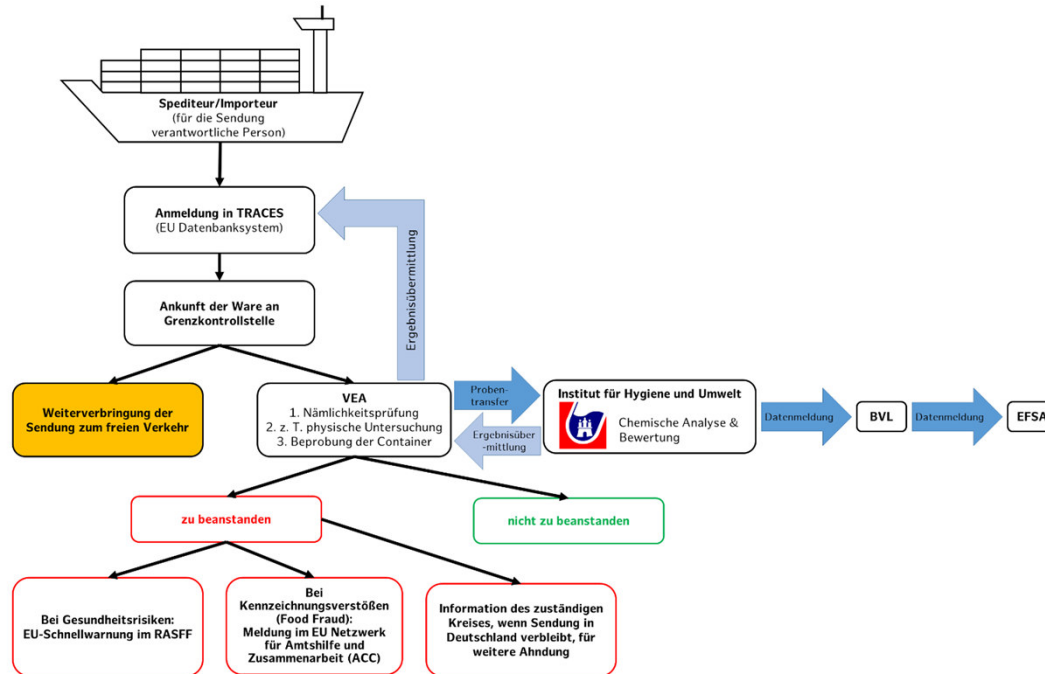 Spediteur/Importeur
(für die Sendung
verantwortliche Person)
Anmeldung in TRACES
(EU Datenbanksystem)
Ergebnisübermittlung
Ankunft der Ware an
Grenzkontrollstelle
Weiterverbringung der
Sendung zum freien Verkehr
VEA
1. Nämlichkeitsprüfung
2. z. T. physische Untersuchung
3. Beprobung der Container
Proben-
transfer
Ergebnisüber
-mittlung
Institut für Hygiene und Umwelt
Chemische Analyse &
Bewertung
Datenmeldung
BVL
Datenmeldung
EFSA
zu beanstanden
nicht zu beanstanden
Bei Gesundheitsrisiken:
EU-Schnellwarnung im RASFF
Bei
Kennzeichnungsverstößen
(Food Fraud):
Meldung im EU Netzwerk
für Amtshilfe und
Zusammenarbeit (ACC)
Information des zuständigen
Kreises, wenn Sendung in
Deutschland verbleibt, für
weitere Ahndung